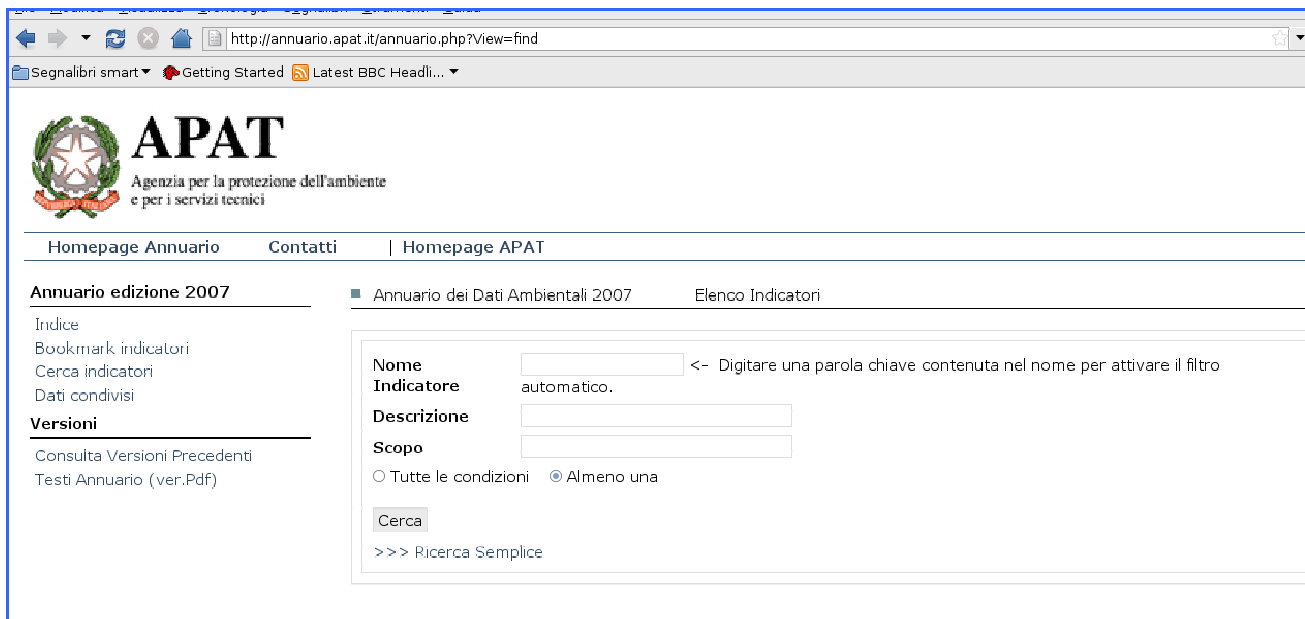 http://annuario.apat.it/annuario.php?View=find
Segnalibri smart Getting Started Latest BBC Headli...
APAT
Agenzia per la protezione dell'ambiente
e per i servizi tecnici
Homepage Annuario Contatti | Homepage APAT
Annuario edizione 2007
Indice
Bookmark indicatori
Cerca indicatori
Dati condivisi
Versioni
Consulta Versioni Precedenti
Testi Annuario (ver.Pdf)
Annuario dei Dati Ambientali 2007 Elenco Indicatori
Nome Indicatore
<- Digitare una parola chiave contenuta nel nome per attivare il filtro
automatico.
Descrizione
Scopo
Tutte le condizioni Almeno una
Cerca
>>> Ricerca Semplice